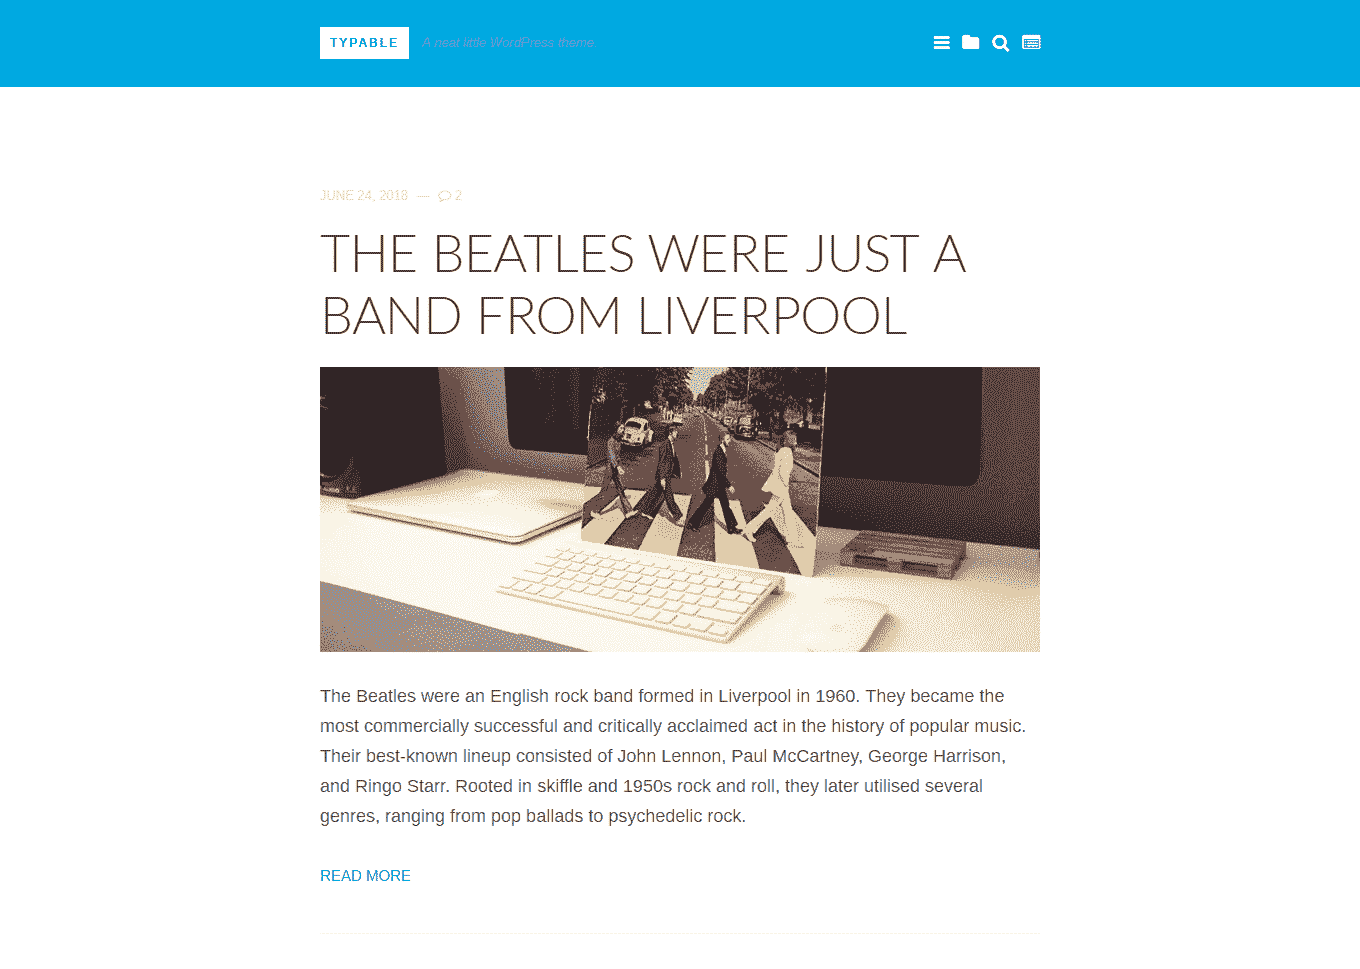 TYPABLE A neat little WordPress theme.
JUNE 24, 2018 — 2
THE BEATLES WERE JUST A
BAND FROM LIVERPOOL
The Beatles were an English rock band formed in Liverpool in 1960. They became the
most commercially successful and critically acclaimed act in the history of popular music.
Their best-known lineup consisted of John Lennon, Paul McCartney, George Harrison,
and Ringo Starr. Rooted in skiffle and 1950s rock and roll, they later utilised several
genres, ranging from pop ballads to psychedelic rock.
READ MORE